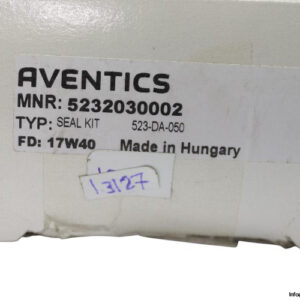 AVENTICS
MNR: 5232030002
TYP: SEAL KIT 523-DA-050
FD: 17W40 Made in Hungary
13127